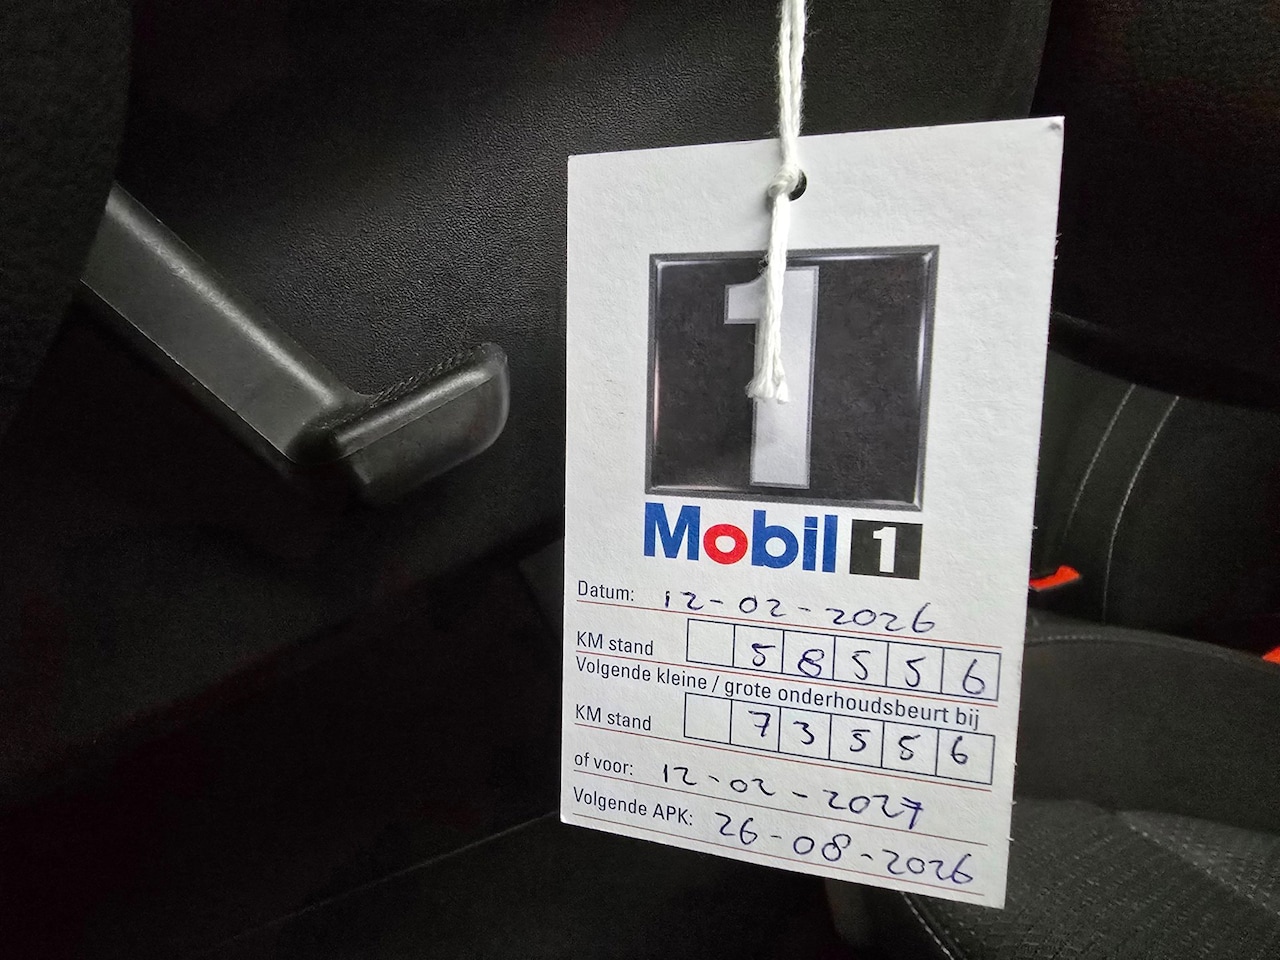 1
Mobil 1
Datum: 12-02-2026
KM stand 58556
Volgende kleine / grote onderhoudsbeurt bij
KM stand 73556
of voor: 12-02-2027
Volgende APK: 26-08-2026